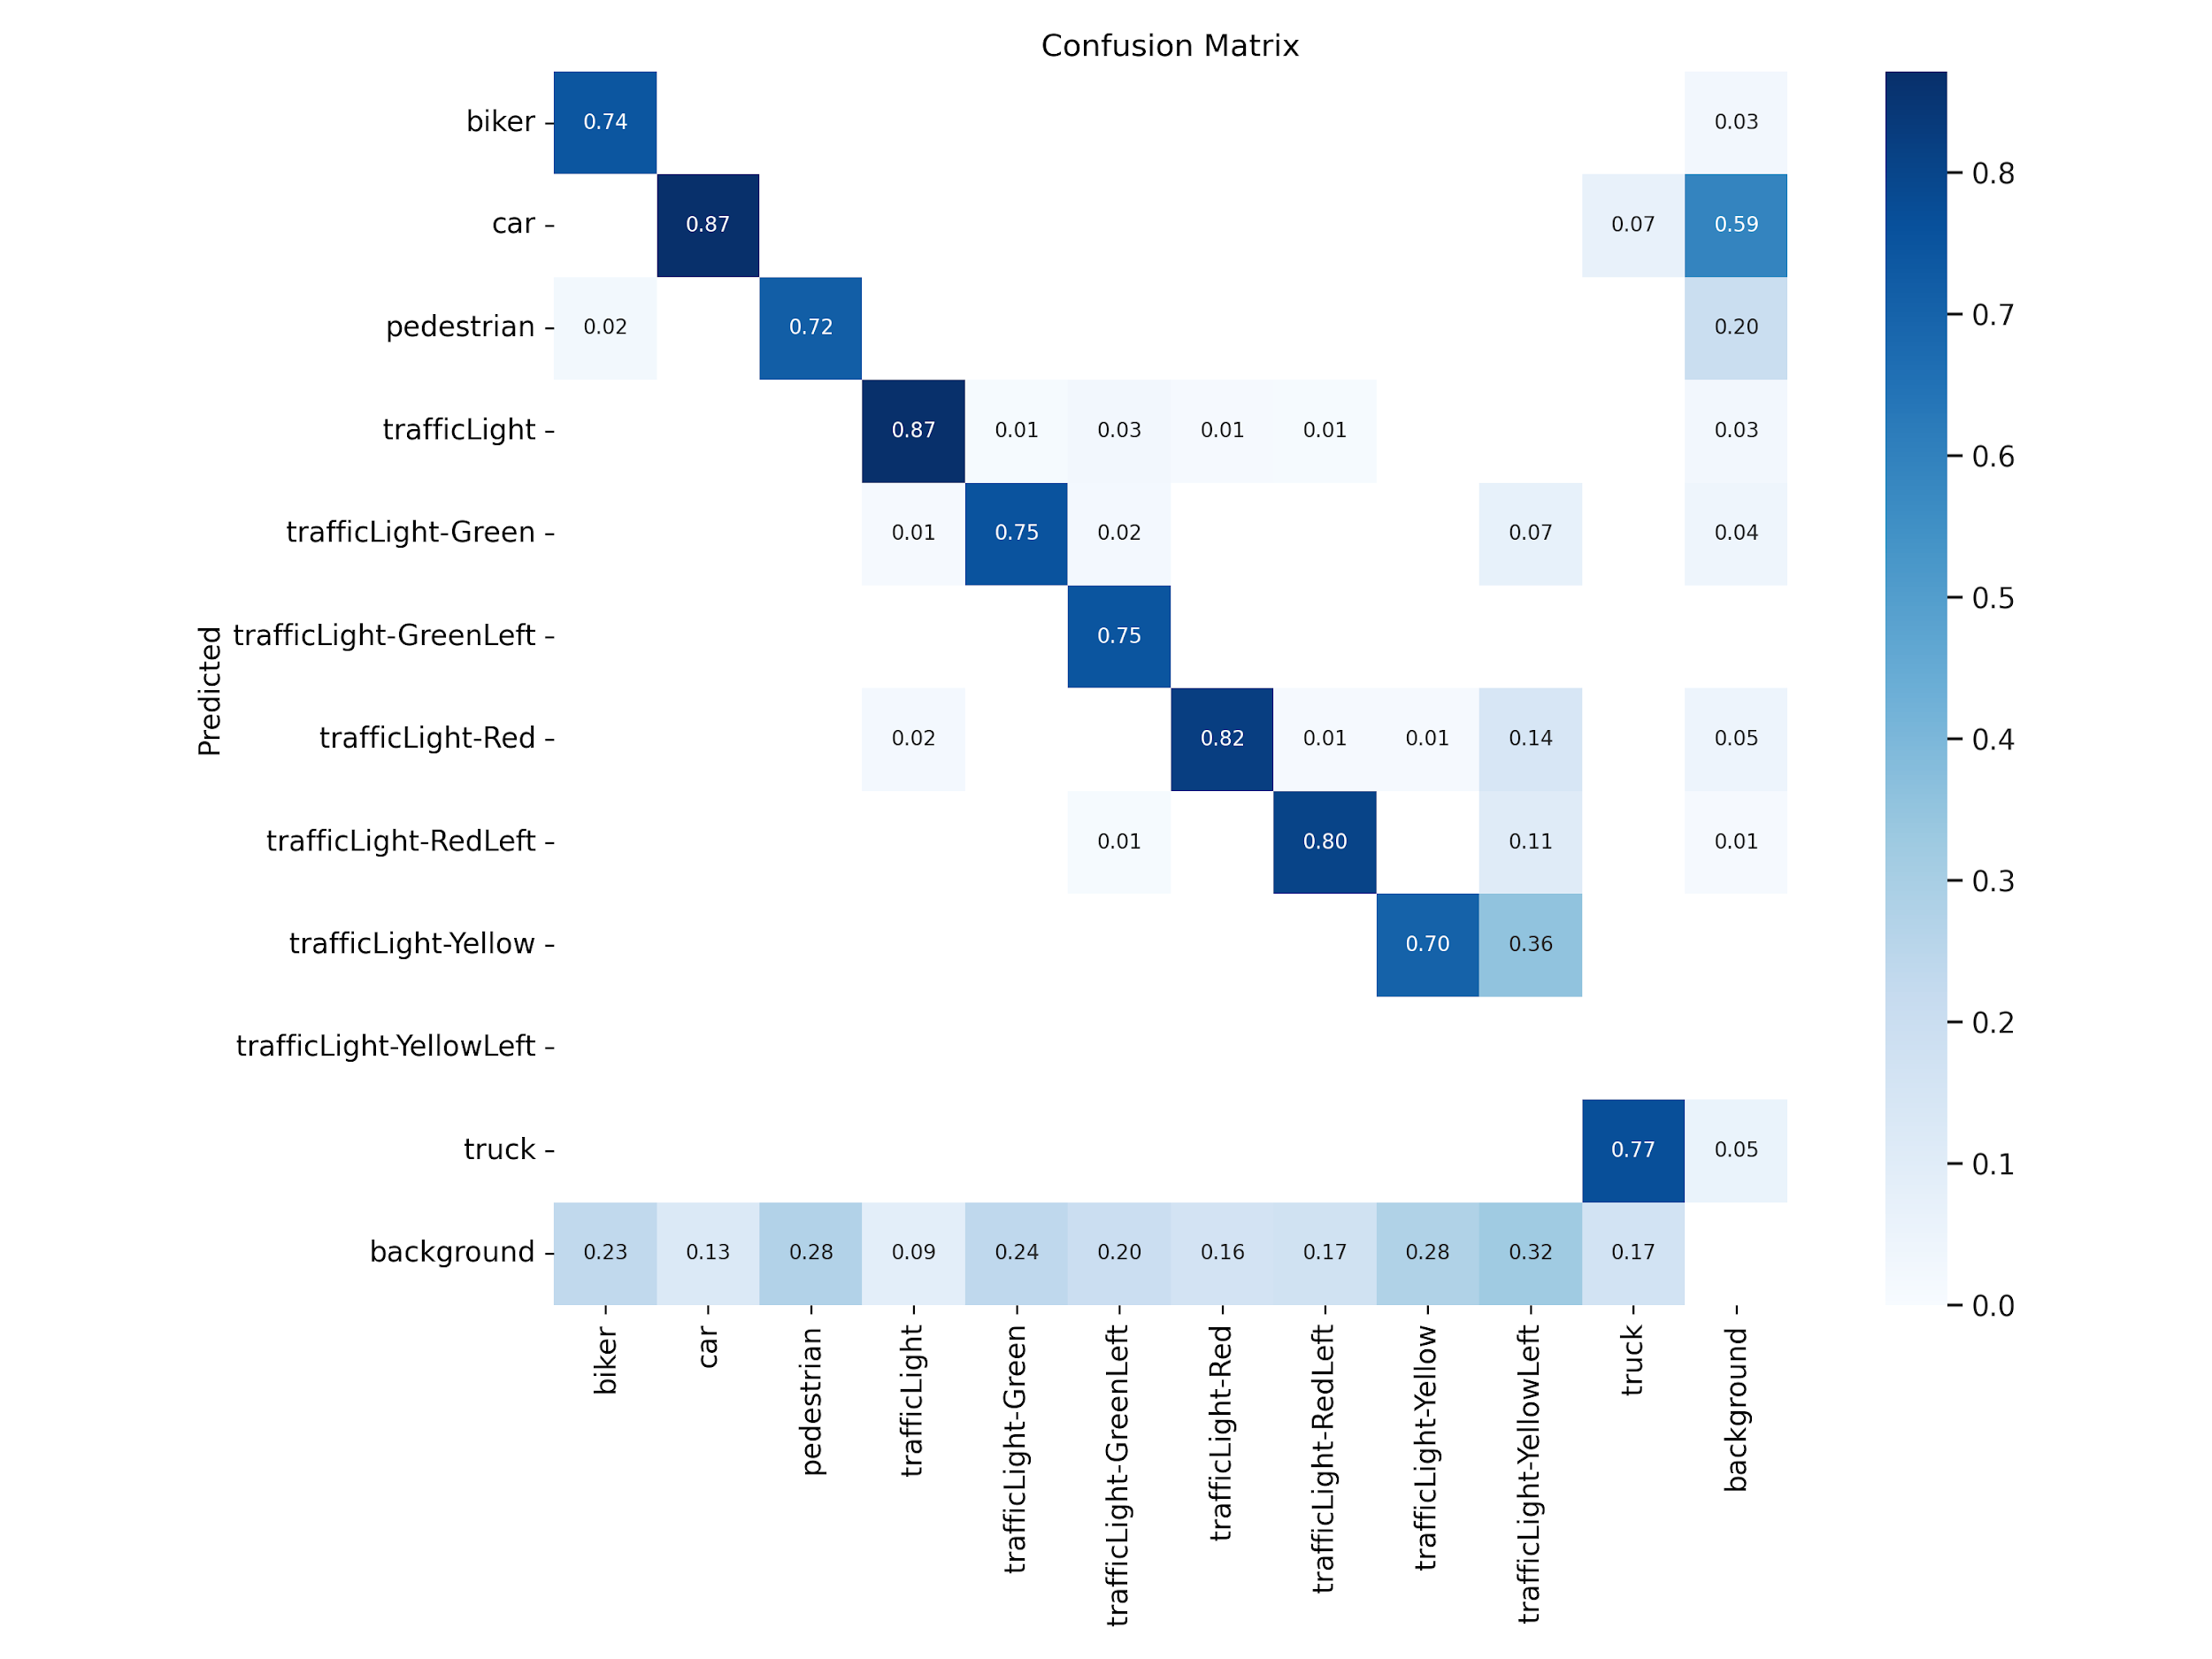 Confusion Matrix
biker 0.74 0.03
car 0.87 0.07 0.59
pedestrian 0.02 0.72 0.20
trafficLight 0.87 0.01 0.03 0.01 0.01 0.03
trafficLight-Green 0.01 0.75 0.02 0.07 0.04
trafficLight-GreenLeft 0.75
trafficLight-Red 0.02 0.82 0.01 0.01 0.14 0.05
trafficLight-RedLeft 0.01 0.80 0.11 0.01
trafficLight-Yellow 0.70 0.36
trafficLight-YellowLeft
truck 0.77 0.05
background 0.23 0.13 0.28 0.09 0.24 0.20 0.16 0.17 0.28 0.32 0.17
Predicted
biker
car
pedestrian
trafficLight
trafficLight-Green
trafficLight-GreenLeft
trafficLight-Red
trafficLight-RedLeft
trafficLight-Yellow
trafficLight-YellowLeft
truck
background
0.8
0.7
0.6
0.5
0.4
0.3
0.2
0.1
0.0